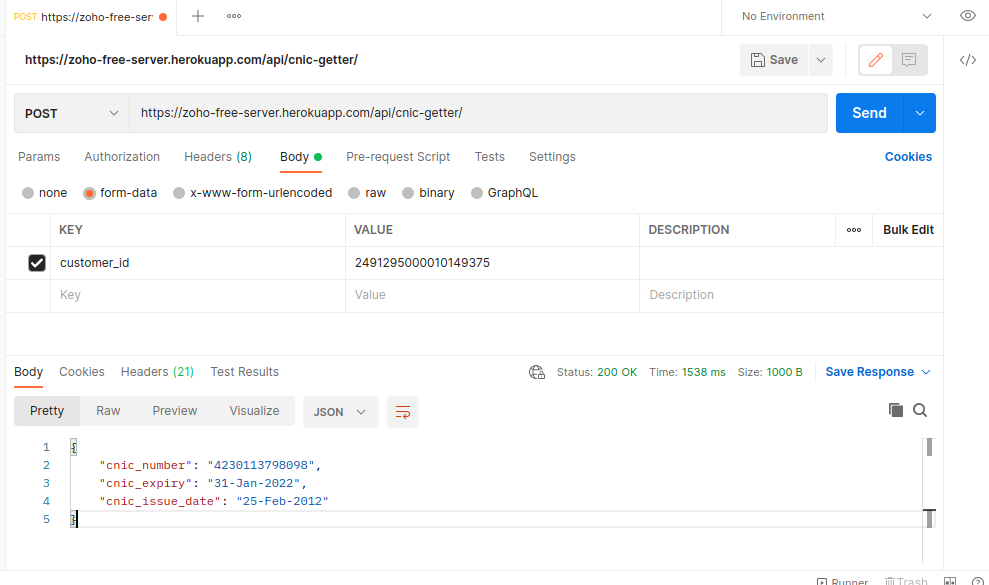 POST https://zoho-free-ser
No Environment
https://zoho-free-server.herokuapp.com/api/cnic-getter/
Save
POST https://zoho-free-server.herokuapp.com/api/cnic-getter/
Send
Params Authorization Headers (8) Body Pre-request Script Tests Settings Cookies
none form-data x-www-form-urlencoded raw binary GraphQL
KEY VALUE DESCRIPTION Bulk Edit
customer_id 2491295000010149375
Key Value Description
Body Cookies Headers (21) Test Results Status: 200 OK Time: 1538 ms Size: 1000 B Save Response
Pretty Raw Preview Visualize JSON
1 {
2 "cnic_number": "4230113798098",
3 "cnic_expiry": "31-Jan-2022",
4 "cnic_issue_date": "25-Feb-2012"
5 }
Runner Trash